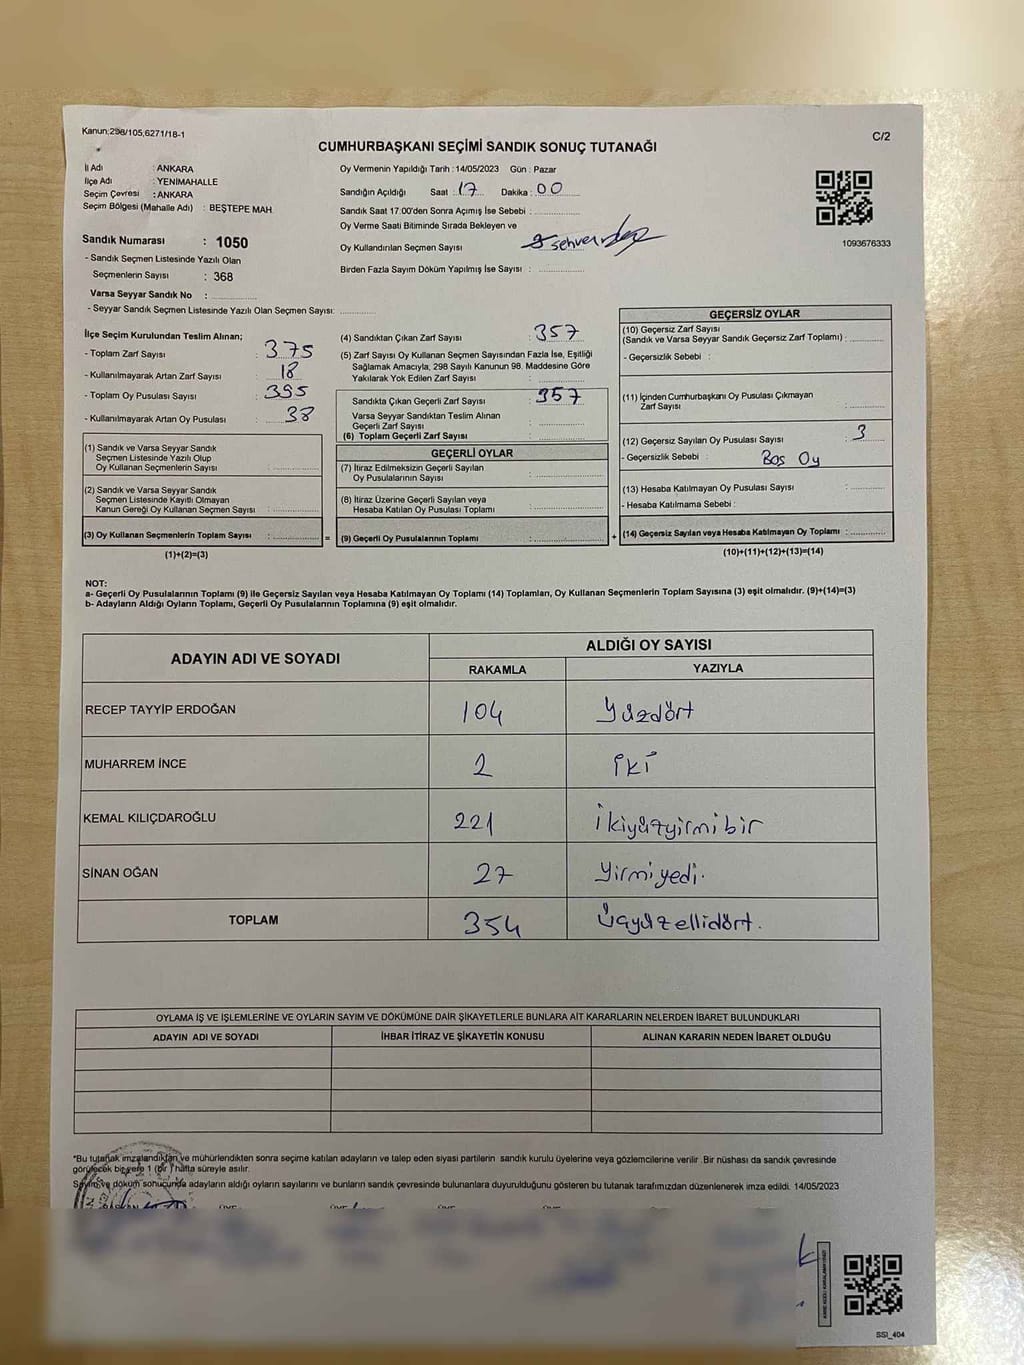 Kanun;298/105,6271/18-1
C/2
CUMHURBAŞKANI SEÇİMİ SANDIK SONUÇ TUTANAĞI
İl Adı : ANKARA
İlçe Adı : YENİMAHALLE
Seçim Çevresi : ANKARA
Seçim Bölgesi (Mahalle Adı) : BEŞTEPE MAH.
Sandık Numarası : 1050
- Sandık Seçmen Listesinde Yazılı Olan
Seçmenlerin Sayısı : 368
Varsa Seyyar Sandık No :
- Seyyar Sandık Seçmen Listesinde Yazılı Olan Seçmen Sayısı:
Oy Vermenin Yapıldığı Tarih : 14/05/2023 Gün : Pazar
Sandığın Açıldığı Saat : 17 Dakika : 00
Sandık Saat 17:00'den Sonra Açımış İse Sebebi :
Oy Verme Saati Bitiminde Sırada Bekleyen ve
Oy Kullandırılan Seçmen Sayısı
Birden Fazla Sayım Döküm Yapılmış İse Sayısı :
1093676333
İlçe Seçim Kurulundan Teslim Alınan;
- Toplam Zarf Sayısı : 375
- Kullanılmayarak Artan Zarf Sayısı : 18
- Toplam Oy Pusulası Sayısı : 395
- Kullanılmayarak Artan Oy Pusulası : 38
(1) Sandık ve Varsa Seyyar Sandık
Seçmen Listesinde Yazılı Olup
Oy Kullanan Seçmenlerin Sayısı :
(2) Sandık ve Varsa Seyyar Sandık
Seçmen Listesinde Kayıtlı Olmayan
Kanun Gereği Oy Kullanan Seçmen Sayısı :
(3) Oy Kullanan Seçmenlerin Toplam Sayısı :
(1)+(2)=(3)
(4) Sandıktan Çıkan Zarf Sayısı : 357
(5) Zarf Sayısı Oy Kullanan Seçmen Sayısından Fazla İse, Eşitliği
Sağlamak Amacıyla, 298 Sayılı Kanunun 98. Maddesine Göre
Yakılarak Yok Edilen Zarf Sayısı :
Sandıkta Çıkan Geçerli Zarf Sayısı : 357
Varsa Seyyar Sandıktan Teslim Alınan
Geçerli Zarf Sayısı :
(6) Toplam Geçerli Zarf Sayısı :
GEÇERLİ OYLAR
(7) İtiraz Edilmeksizin Geçerli Sayılan
Oy Pusulalarının Sayısı :
(8) İtiraz Üzerine Geçerli Sayılan veya
Hesaba Katılan Oy Pusulası Toplamı :
= (9) Geçerli Oy Pusulalarının Toplamı : +
GEÇERSİZ OYLAR
(10) Geçersiz Zarf Sayısı
(Sandık ve Varsa Seyyar Sandık Geçersiz Zarf Toplamı) :
- Geçersizlik Sebebi :
(11) İçinden Cumhurbaşkanı Oy Pusulası Çıkmayan
Zarf Sayısı :
(12) Geçersiz Sayılan Oy Pusulası Sayısı : 3
- Geçersizlik Sebebi : Boş Oy
(13) Hesaba Katılmayan Oy Pusulası Sayısı :
- Hesaba Katılmama Sebebi :
(14) Geçersiz Sayılan veya Hesaba Katılmayan Oy Toplamı :
(10)+(11)+(12)+(13)=(14)
NOT:
a- Geçerli Oy Pusulalarının Toplamı (9) ile Geçersiz Sayılan veya Hesaba Katılmayan Oy Toplamı (14) Toplamları, Oy Kullanan Seçmenlerin Toplam Sayısına (3) eşit olmalıdır. (9)+(14)=(3)
b- Adayların Aldığı Oyların Toplamı, Geçerli Oy Pusulalarının Toplamına (9) eşit olmalıdır.
ADAYIN ADI VE SOYADI
ALDIĞI OY SAYISI
RAKAMLA YAZIYLA
RECEP TAYYİP ERDOĞAN 104 Yüzdört
MUHARREM İNCE 2 İki
KEMAL KILIÇDAROĞLU 221 İkiyüzyirmibir
SİNAN OĞAN 27 Yirmiyedi.
TOPLAM 354 Üçyüzellidört.
OYLAMA İŞ VE İŞLEMLERİNE VE OYLARIN SAYIM VE DÖKÜMÜNE DAİR ŞİKAYETLERLE BUNLARA AİT KARARLARIN NELERDEN İBARET BULUNDUKLARI
ADAYIN ADI VE SOYADI İHBAR İTİRAZ VE ŞİKAYETİN KONUSU ALINAN KARARIN NEDEN İBARET OLDUĞU
*Bu tutanak imzalandıktan ve mühürlendikten sonra seçime katılan adayların ve talep eden siyasi partilerin sandık kurulu üyelerine veya gözlemcilerine verilir .Bir nüshası da sandık çevresinde
görülecek bir yere 1 (bir ) hafta süreyle asılır.
Sayım ve döküm sonucunda adayların aldığı oyların sayılarını ve bunların sandık çevresinde bulunanlara duyurulduğunu gösteren bu tutanak tarafımızdan düzenlenerek imza edildi. 14/05/2023
SSI_404